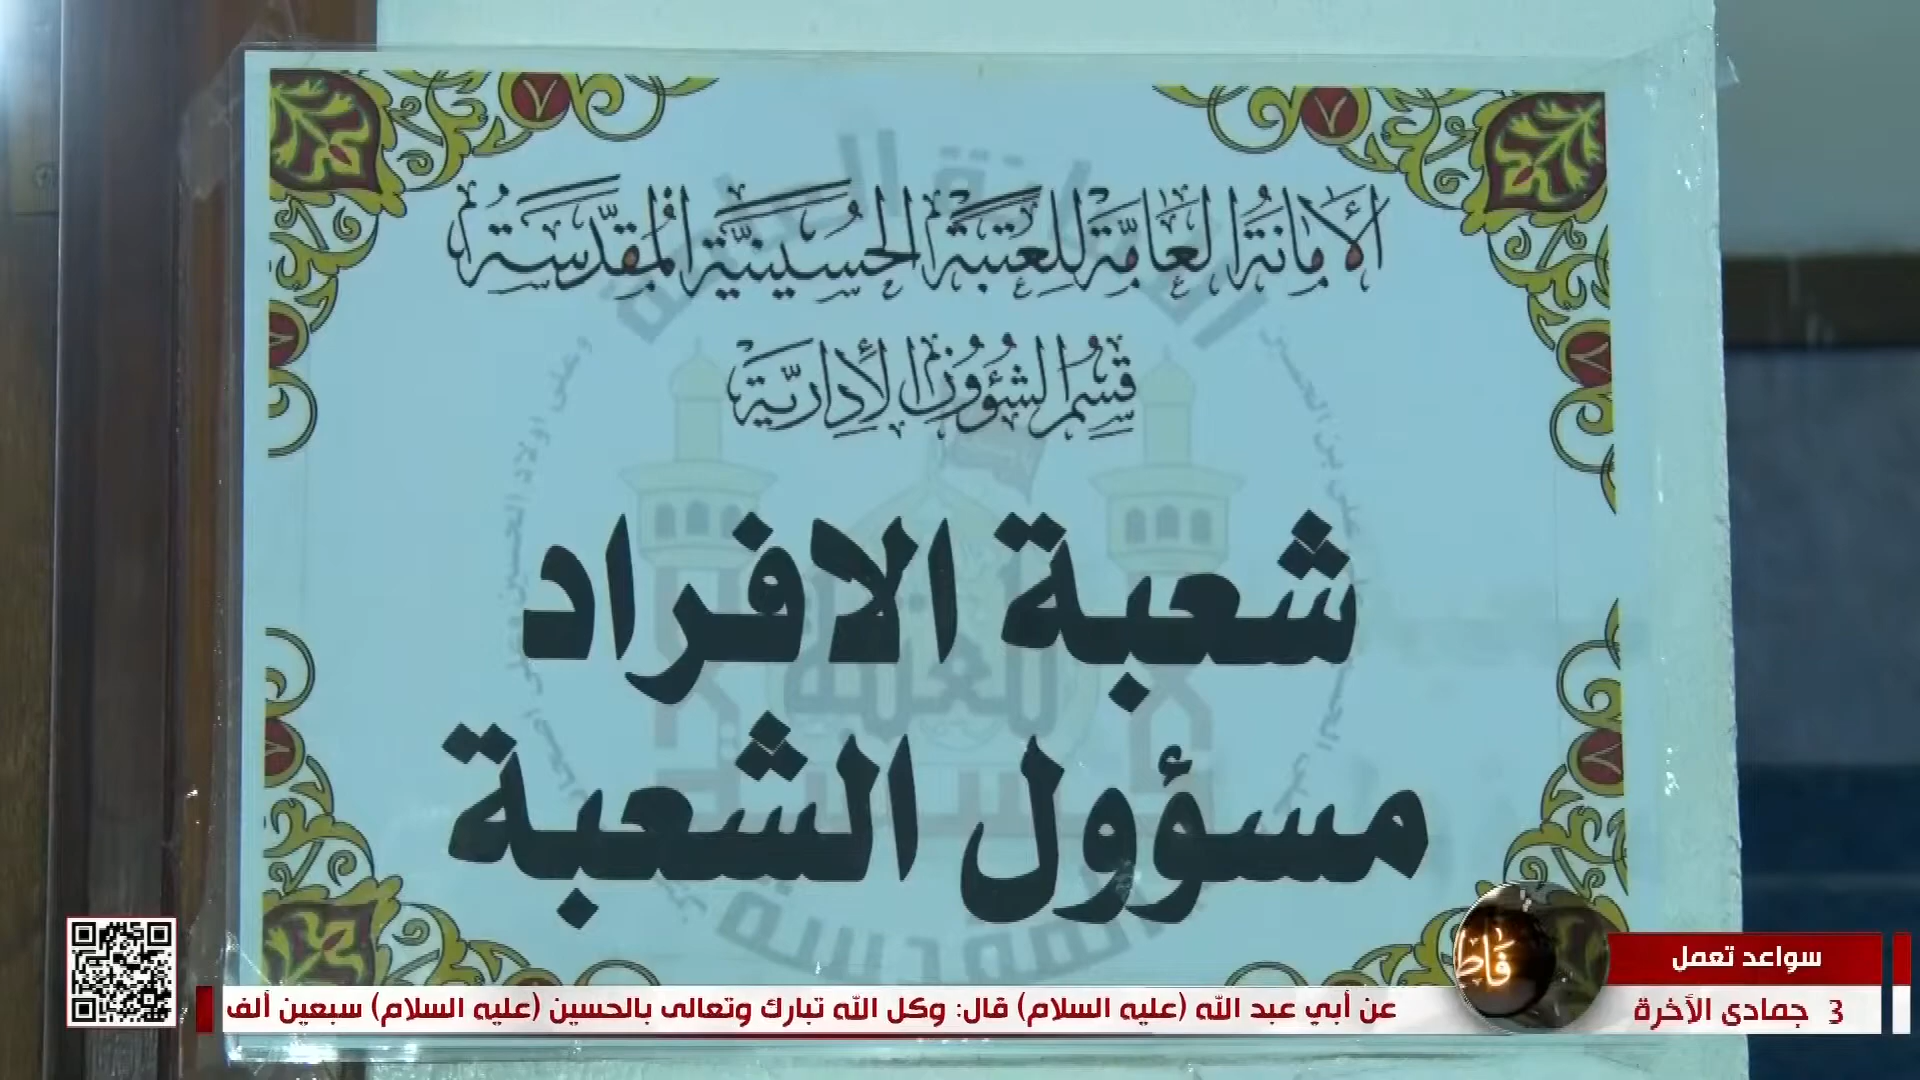 الأمانة العامة للعتبة الحسينية المقدسة
قسم الشؤون الإدارية
شعبة الافراد
مسؤول الشعبة
سواعد تعمل
3 جمادى الأخرة
عن أبي عبد الله (عليه السلام) قال: وكل الله تبارك وتعالى بالحسين (عليه السلام) سبعين ألف